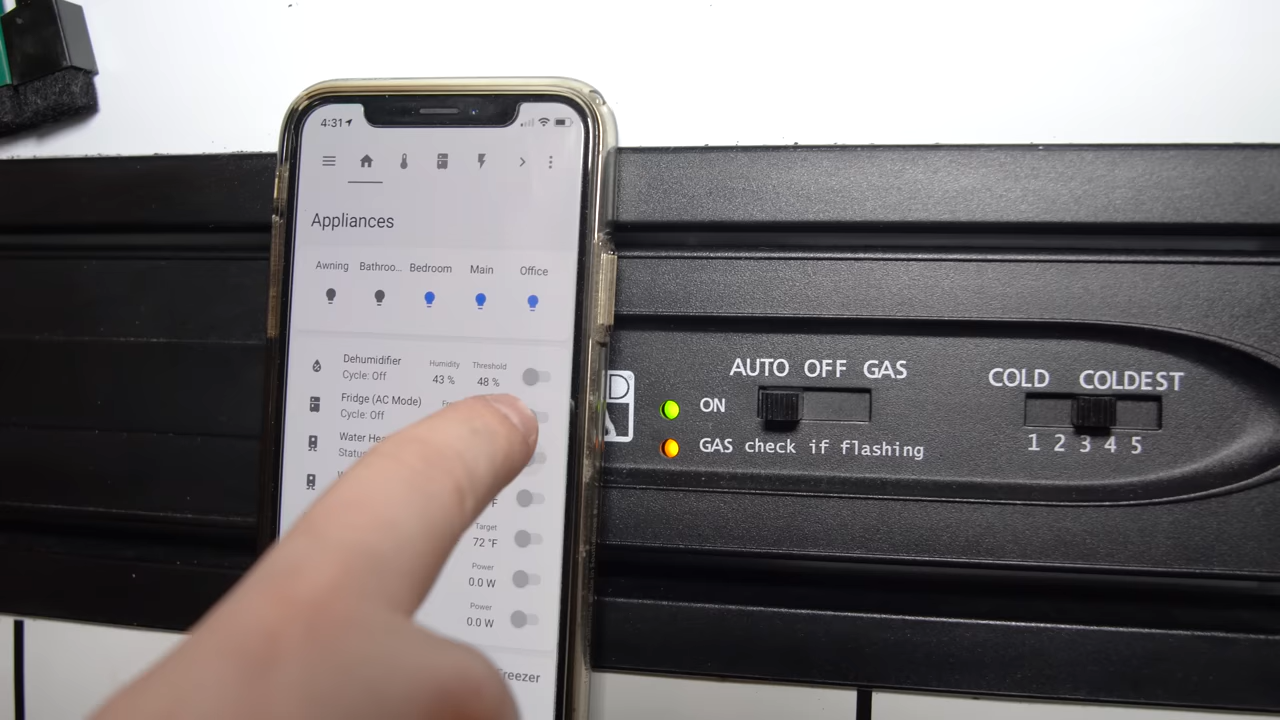 4:31
Appliances
Awning Bathroo... Bedroom Main Office
Dehumidifier Humidity Threshold
Cycle: Off 43 % 48 %
Fridge (AC Mode)
Cycle: Off
Water
Status
°F
Target
72 °F
Power
0.0 W
Power
0.0 W
Freezer
AUTO OFF GAS
ON
GAS check if flashing
COLD COLDEST
1 2 3 4 5